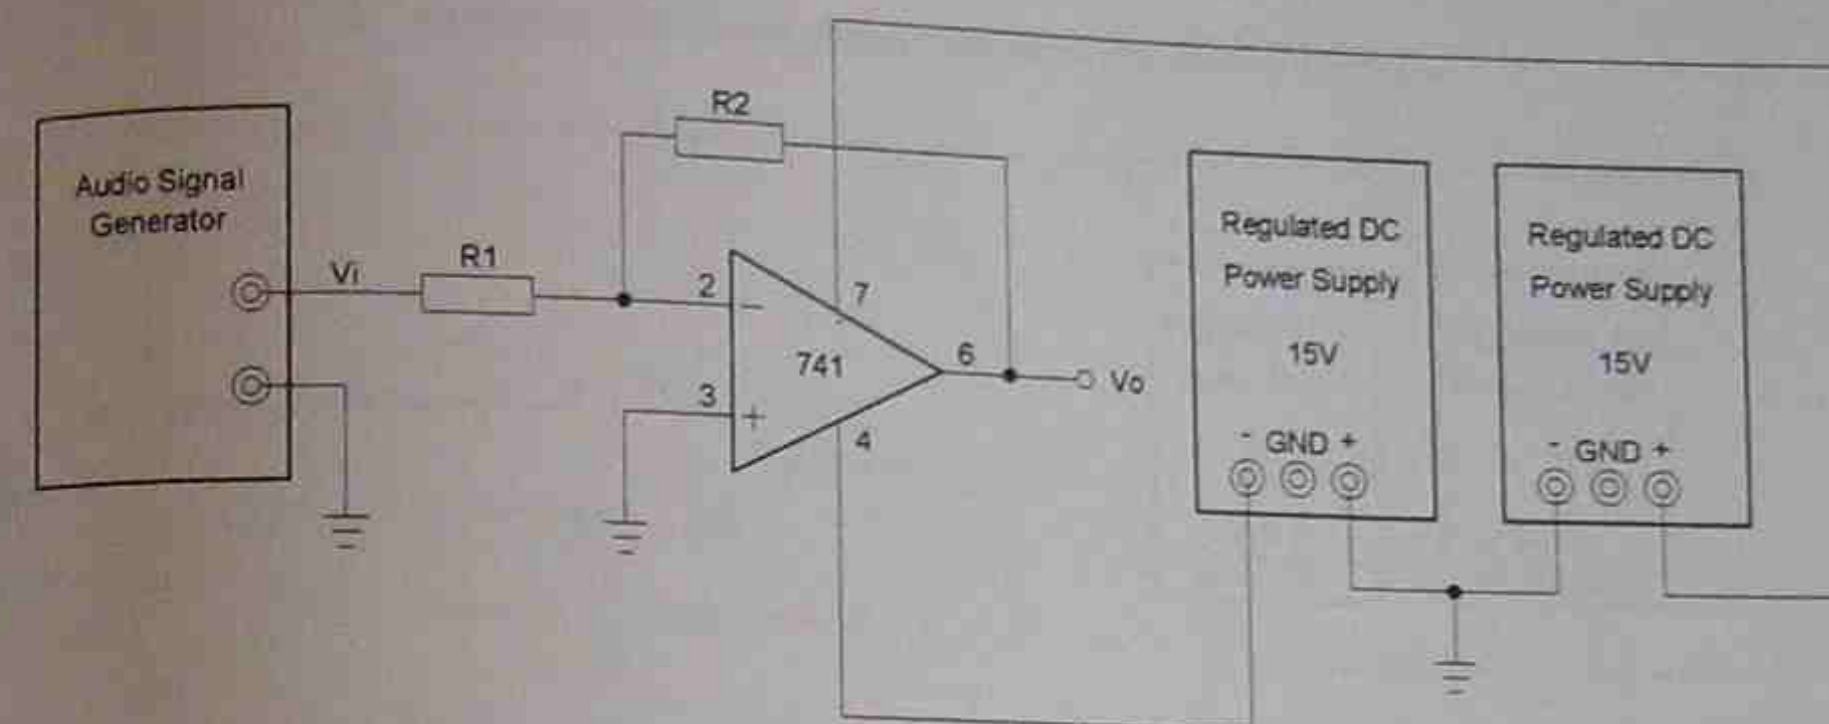 Audio Signal
Generator
Vi
R1
R2
2
3
741
7
4
6
Vo
Regulated DC
Power Supply
15V
- GND +
Regulated DC
Power Supply
15V
- GND +